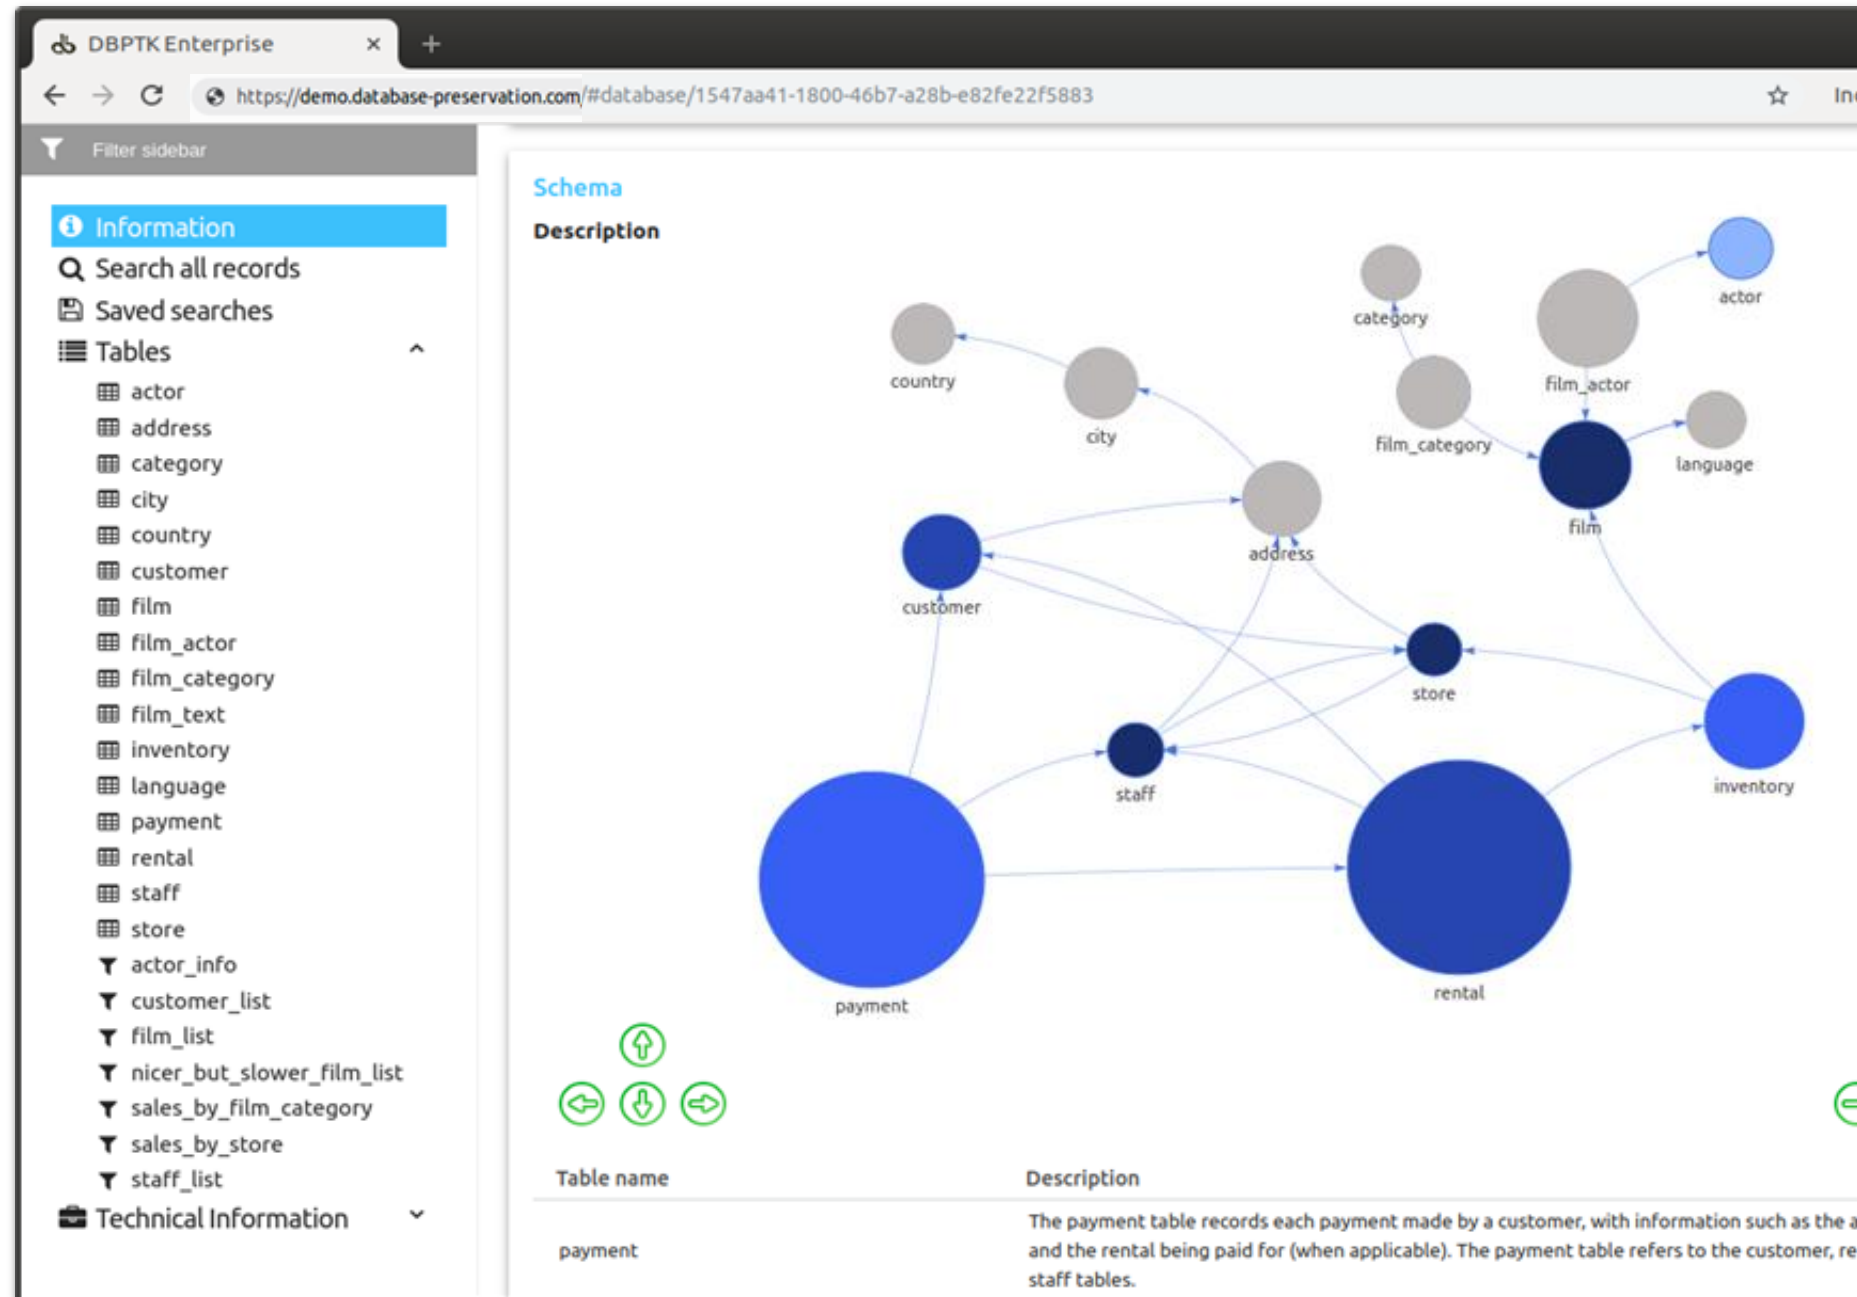 DBPTK Enterprise
https://demo.database-preservation.com/#database/1547aa41-1800-46b7-a28b-e82fe22f5883
Filter sidebar
Information
Search all records
Saved searches
Tables
actor
address
category
city
country
customer
film
film_actor
film_category
film_text
inventory
language
payment
rental
staff
store
actor_info
customer_list
film_list
nicer_but_slower_film_list
sales_by_film_category
sales_by_store
staff_list
Technical Information
Schema
Description
actor
category
country
film_actor
city
film_category
language
film
address
customer
store
inventory
staff
rental
payment
Table name Description
payment
The payment table records each payment made by a customer, with information such as the
and the rental being paid for (when applicable). The payment table refers to the customer,
staff tables.